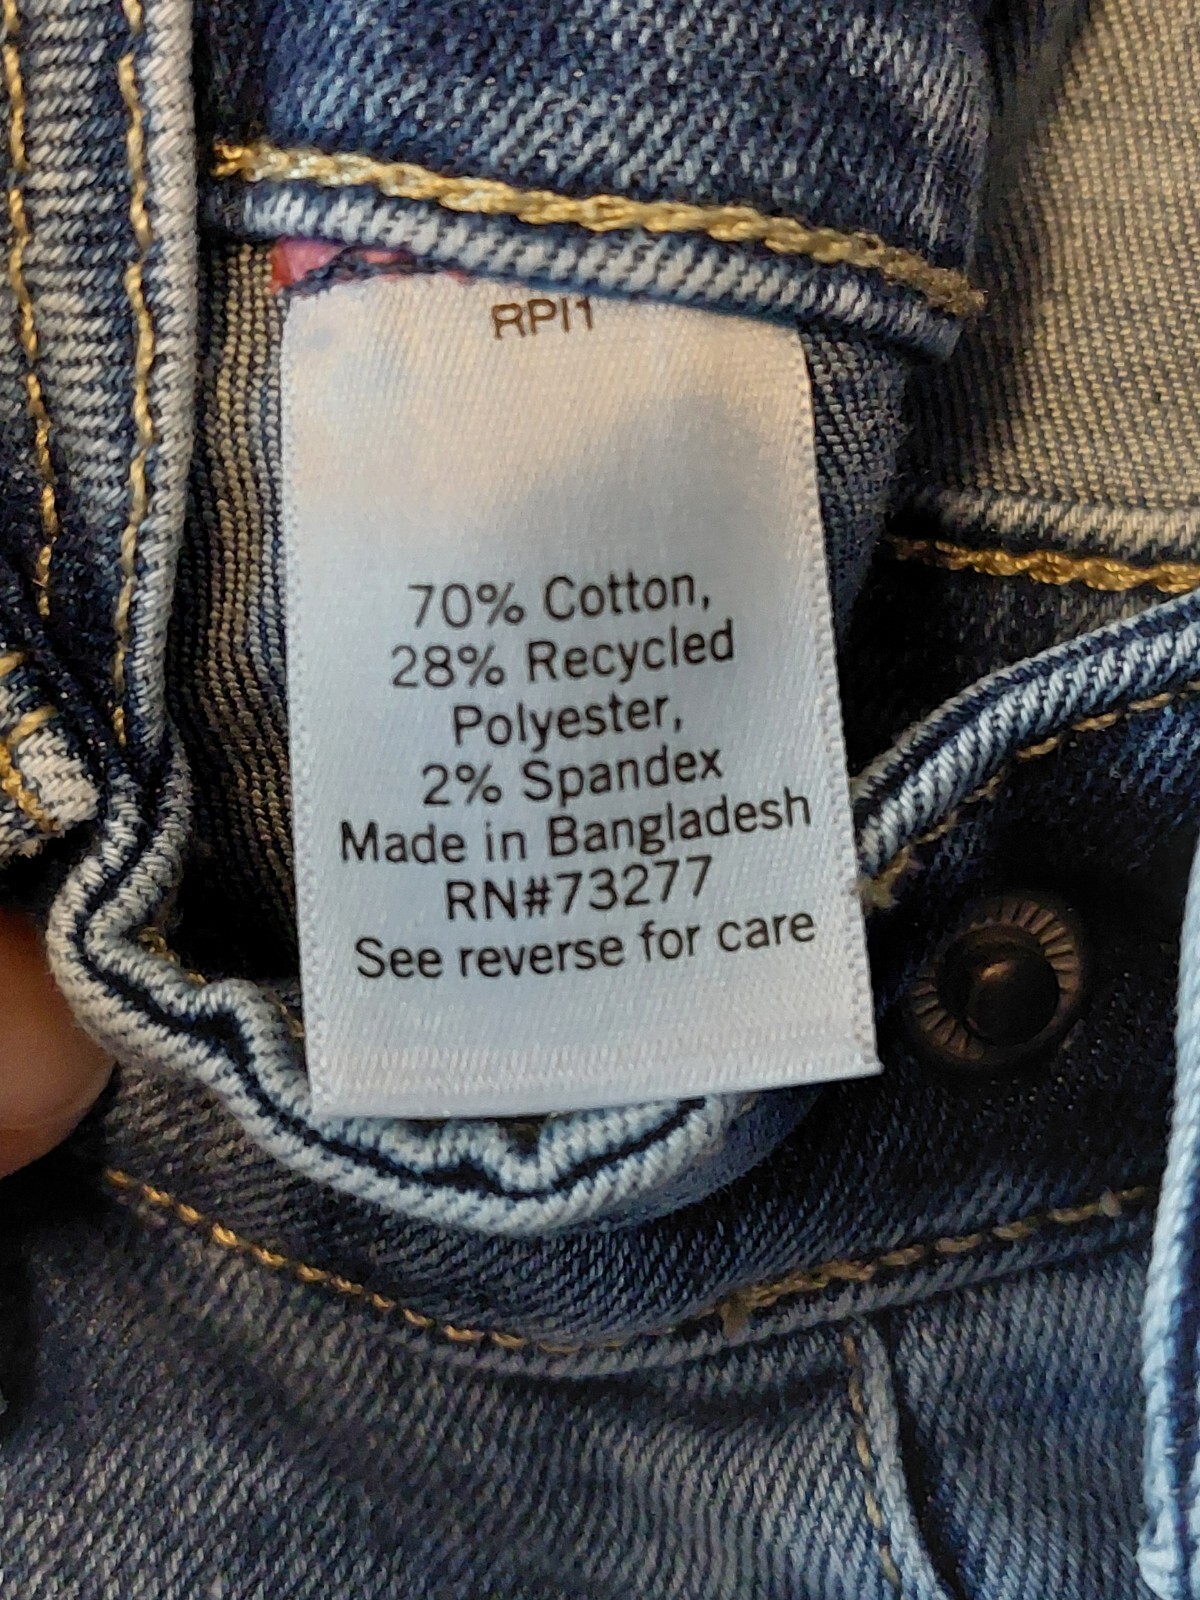 RPI1
70% Cotton,
28% Recycled
Polyester,
2% Spandex
Made in Bangladesh
RN#73277
See reverse for care